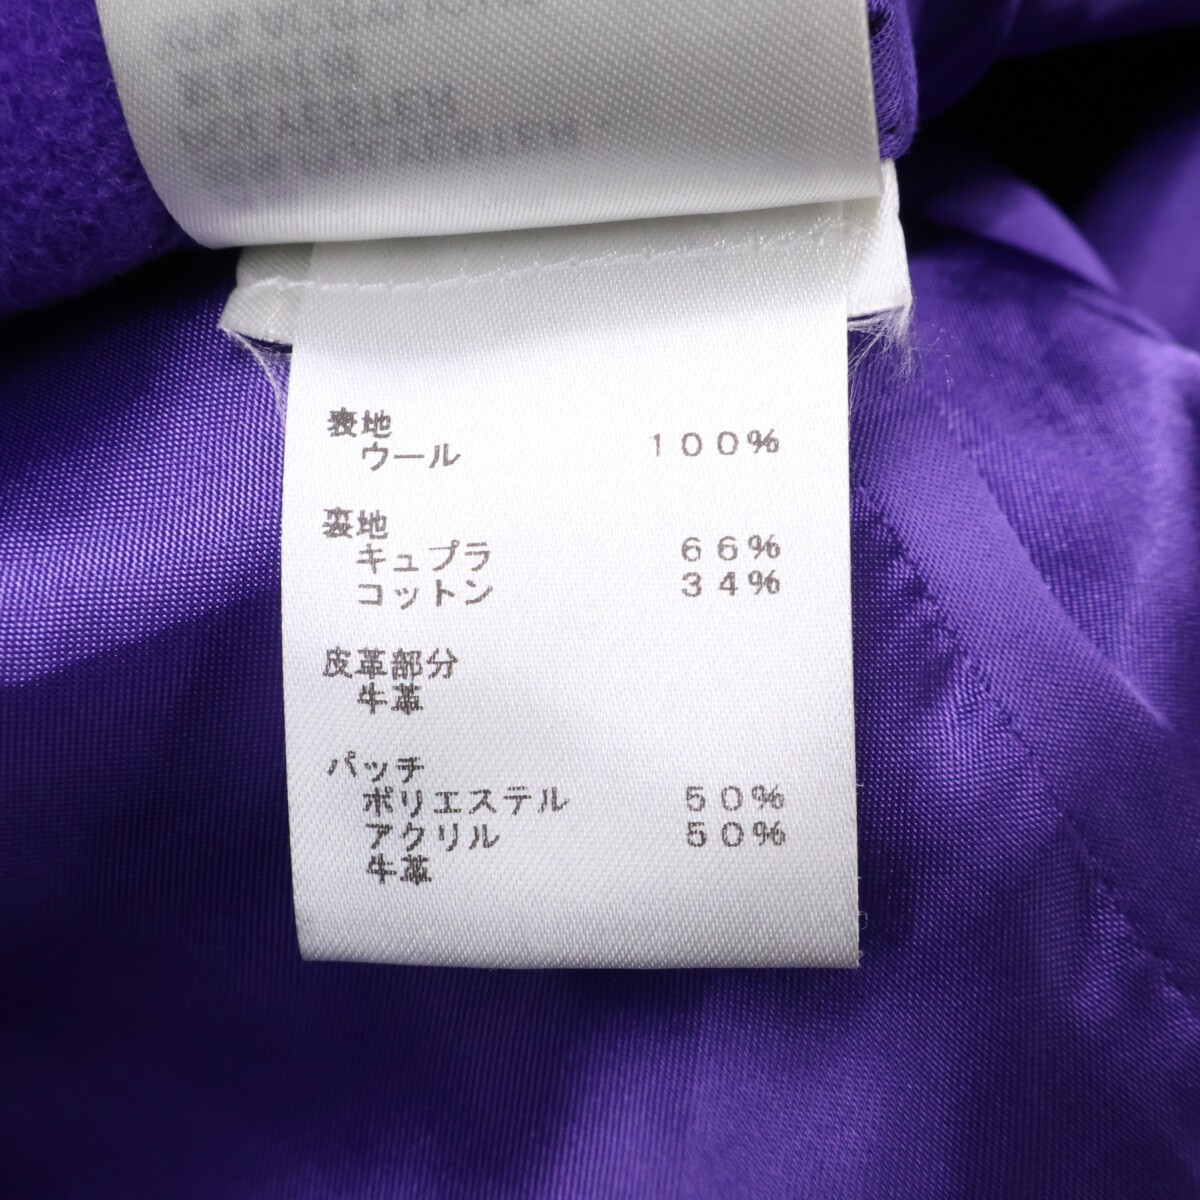 表地
ウール 100%
裏地
キュプラ 66%
コットン 34%
皮革部分
牛革
パッチ
ポリエステル 50%
アクリル 50%
牛革